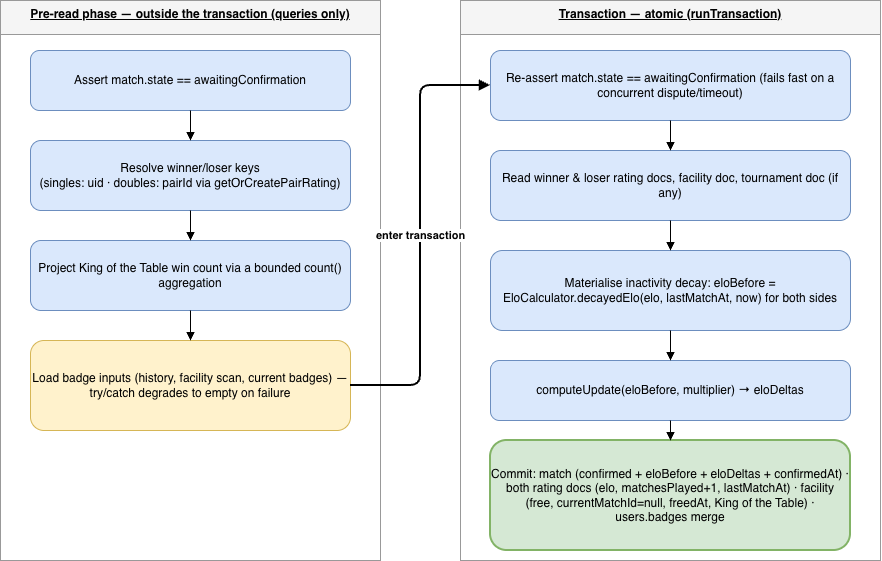 Pre-read phase — outside the transaction (queries only)
Assert match.state == awaitingConfirmation
Resolve winner/loser keys
(singles: uid · doubles: pairId via getOrCreatePairRating)
Project King of the Table win count via a bounded count()
aggregation
Load badge inputs (history, facility scan, current badges) —
try/catch degrades to empty on failure
enter transaction
Transaction — atomic (runTransaction)
Re-assert match.state == awaitingConfirmation (fails fast on a
concurrent dispute/timeout)
Read winner & loser rating docs, facility doc, tournament doc (if
any)
Materialise inactivity decay: eloBefore =
EloCalculator.decayedElo(elo, lastMatchAt, now) for both sides
computeUpdate(eloBefore, multiplier) → eloDeltas
Commit: match (confirmed + eloBefore + eloDeltas + confirmedAt) ·
both rating docs (elo, matchesPlayed+1, lastMatchAt) · facility
(free, currentMatchId=null, freedAt, King of the Table) ·
users.badges merge